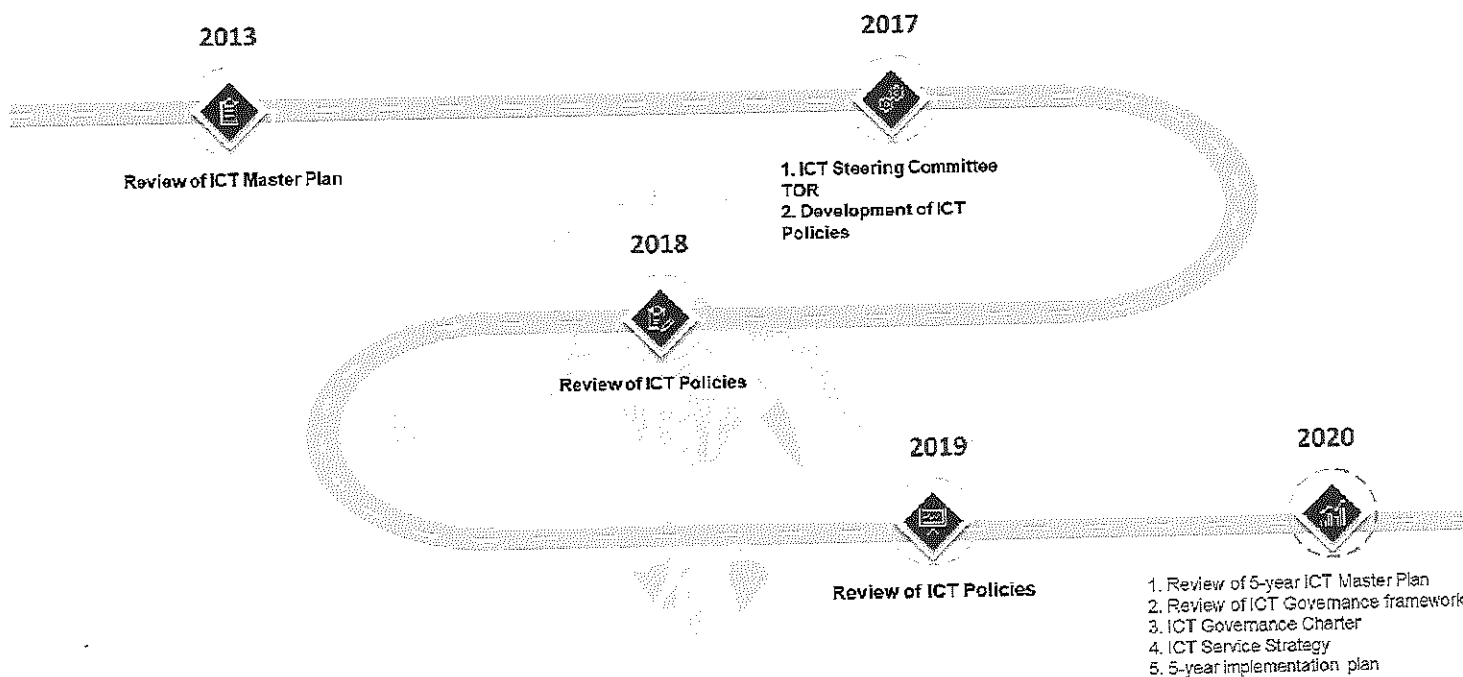 2013
Review of ICT Master Plan
2017
1. ICT Steering Committee
TOR
2. Development of ICT
Policies
2018
Review of ICT Policies
2019
Review of ICT Policies
2020
1. Review of 5-year ICT Master Plan
2. Review of ICT Governance framework
3. ICT Governance Charter
4. ICT Service Strategy
5. 5-year implementation plan